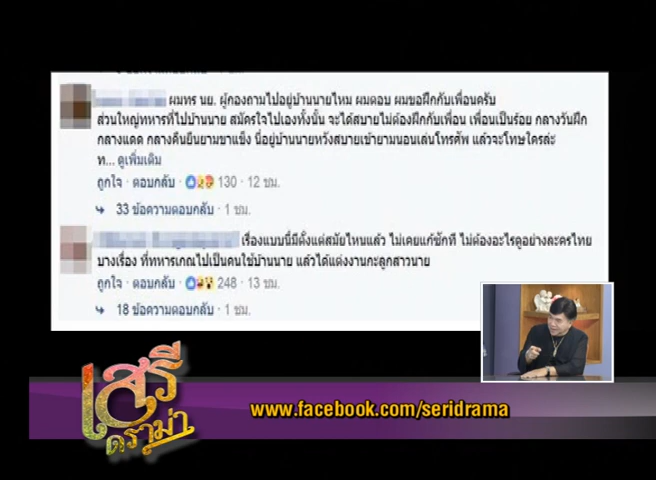 ผมทร นย. ผู้กองถามไปอยู่บ้านนายไหม ผมตอบ ผมขอฝึกกับเพื่อนครับ
ส่วนใหญ่ทหารที่ไปบ้านนาย สมัครใจไปเองทั้งนั้น จะได้สบายไม่ต้องฝึกกับเพื่อน เพื่อนเป็นร้อย กลางวันฝึก
กลางแดด กลางคืนยืนยามขาแข็ง นี่อยู่บ้านนายหวังสบายเข้ายามนอนเล่นโทรศัพ แล้วจะโทษใครล่ะ
ท... ดูเพิ่มเติม
ถูกใจ · ตอบกลับ · 130 · 12 ชม.
33 ข้อความตอบกลับ · 1 ชม.
เรื่องแบบนี้มีตั้งแต่สมัยไหนแล้ว ไม่เคยแก้ซักที ไม่ต้องอะไรดูอย่างละครไทย
บางเรื่อง ที่ทหารเกณไปเป็นคนใช้บ้านนาย แล้วได้แต่งงานกะลูกสาวนาย
ถูกใจ · ตอบกลับ · 248 · 13 ชม.
18 ข้อความตอบกลับ · 1 ชม.
เสรี
ดราม่า
www.facebook.com/seridrama